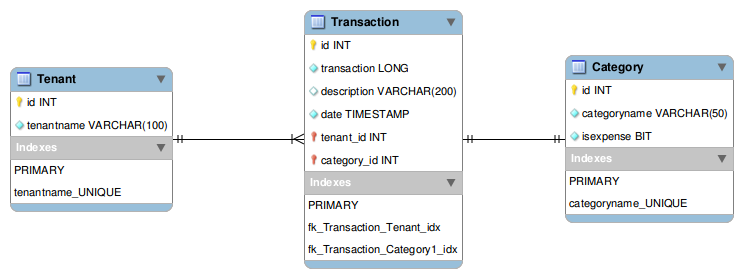 Tenant
id INT
tenantname VARCHAR(100)
Indexes
PRIMARY
tenantname_UNIQUE
Transaction
id INT
transaction LONG
description VARCHAR(200)
date TIMESTAMP
tenant_id INT
category_id INT
Indexes
PRIMARY
fk_Transaction_Tenant_idx
fk_Transaction_Category1_idx
Category
id INT
categoryname VARCHAR(50)
isexpense BIT
Indexes
PRIMARY
categoryname_UNIQUE